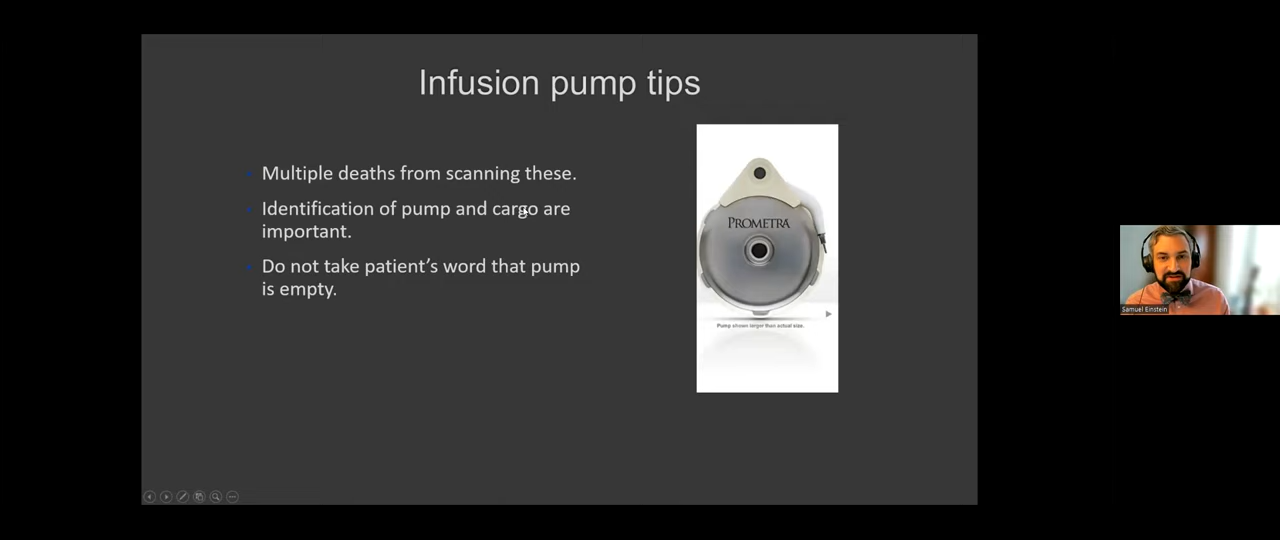 Infusion pump tips
Multiple deaths from scanning these.
Identification of pump and cargo are
important.
Do not take patient's word that pump
is empty.
PROMETRA
Pump shown larger than actual size.
Samuel Einstein